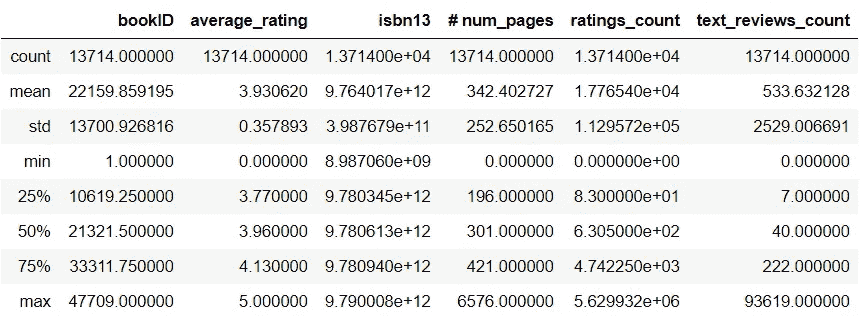 bookID average_rating isbn13 # num_pages ratings_count text_reviews_count
count 13714.000000 13714.000000 1.371400e+04 13714.000000 1.371400e+04 13714.000000
mean 22159.859195 3.930620 9.764017e+12 342.402727 1.776540e+04 533.632128
std 13700.926816 0.357893 3.987679e+11 252.650165 1.129572e+05 2529.006691
min 1.000000 0.000000 8.987060e+09 0.000000 0.000000e+00 0.000000
25% 10619.250000 3.770000 9.780345e+12 196.000000 8.300000e+01 7.000000
50% 21321.500000 3.960000 9.780613e+12 301.000000 6.305000e+02 40.000000
75% 33311.750000 4.130000 9.780940e+12 421.000000 4.742250e+03 222.000000
max 47709.000000 5.000000 9.790008e+12 6576.000000 5.629932e+06 93619.000000